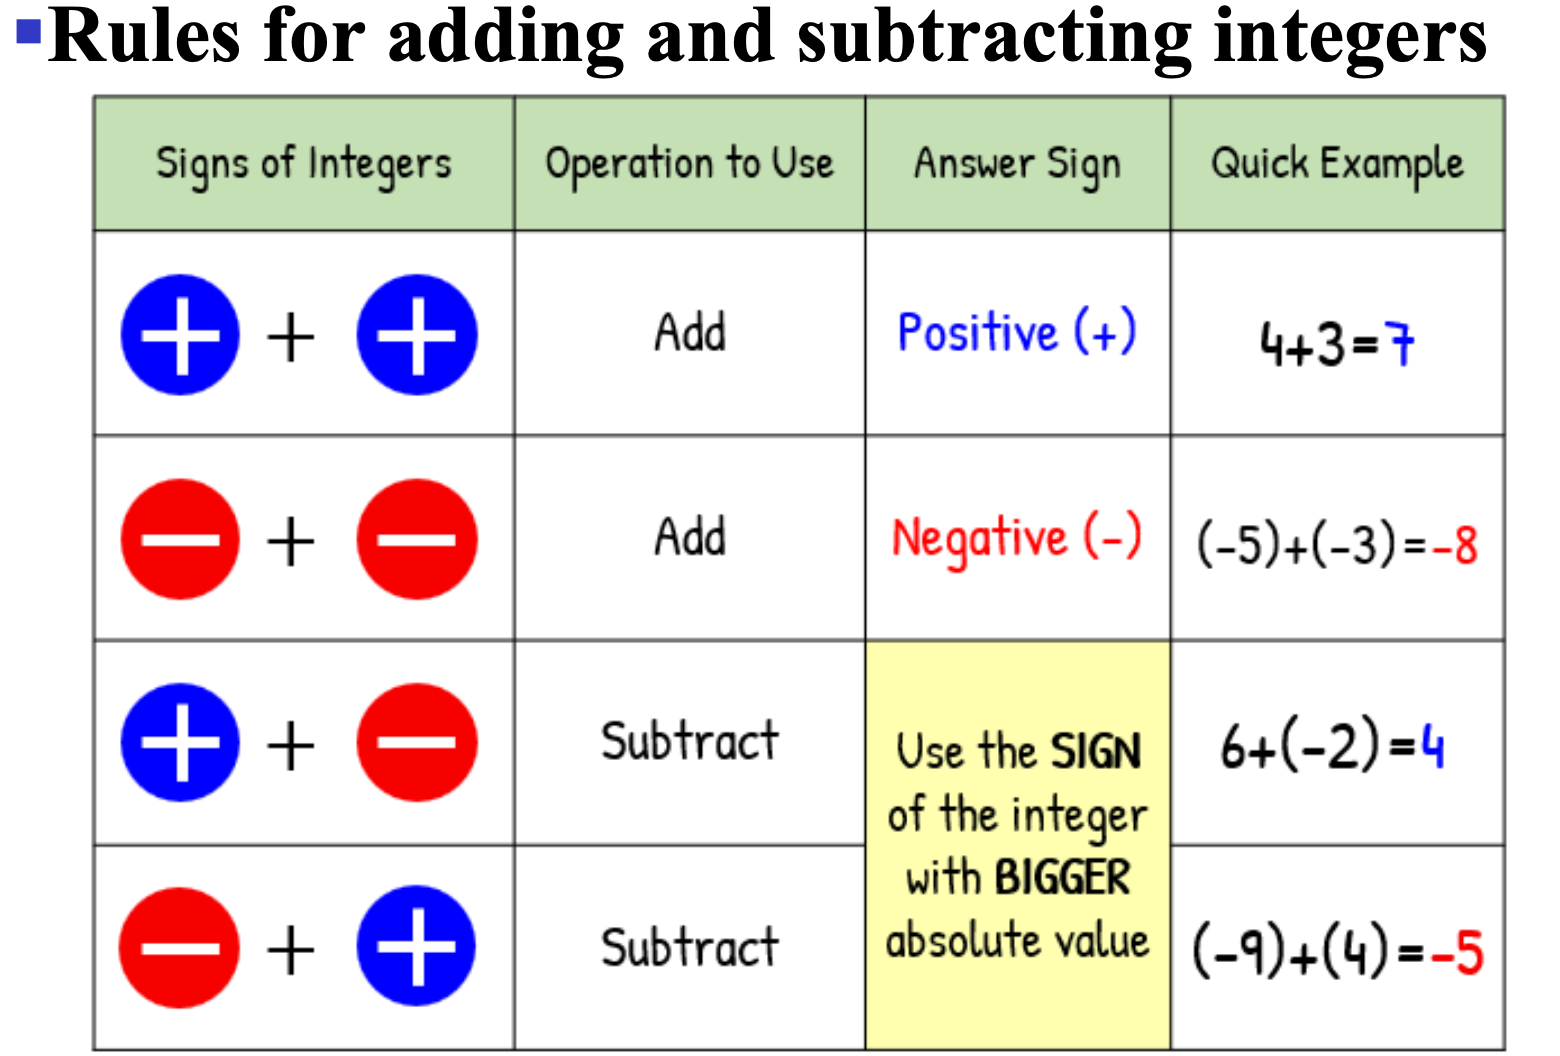 ▪Rules for adding and subtracting integers
Signs of Integers Operation to Use Answer Sign Quick Example
+ + + Add Positive (+) 4+3=7
− + − Add Negative (-) (-5)+(-3)=-8
+ + − Subtract 6+(-2)=4
Use the SIGN
of the integer
with BIGGER
absolute value
− + + Subtract (-9)+(4)=-5